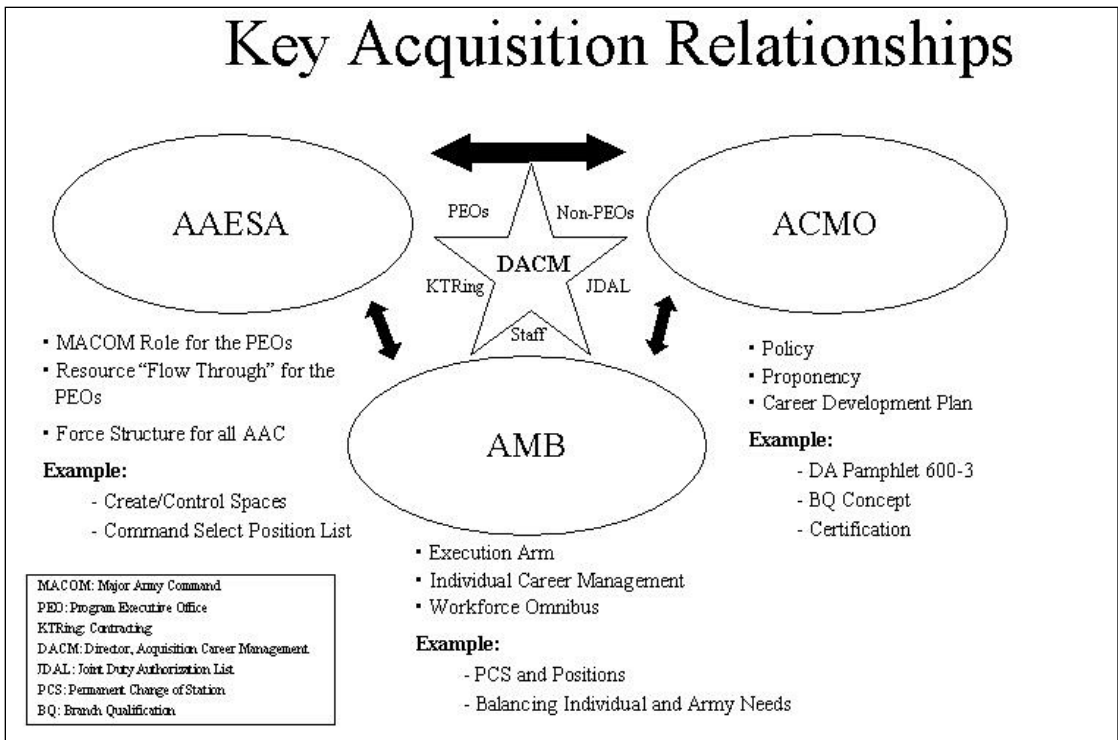 Key Acquisition Relationships
AAESA
PEOs
Non-PEOs
ACMO
DACM
KTRing
JDAL
Staff
• MACOM Role for the PEOs
• Resource “Flow Through” for the
PEOs
• Force Structure for all AAC
Example:
- Create/Control Spaces
- Command Select Position List
• Policy
• Proponency
• Career Development Plan
Example:
- DA Pamphlet 600-3
- BQ Concept
- Certification
AMB
• Execution Arm
• Individual Career Management
• Workforce Omnibus
Example:
- PCS and Positions
- Balancing Individual and Army Needs
MACOM: Major Army Command
PEO: Program Executive Office
KTRing: Contracting
DACM: Director, Acquisition Career Management
JDAL: Joint Duty Authorization List
PCS: Permanent Change of Station
BQ: Branch Qualification